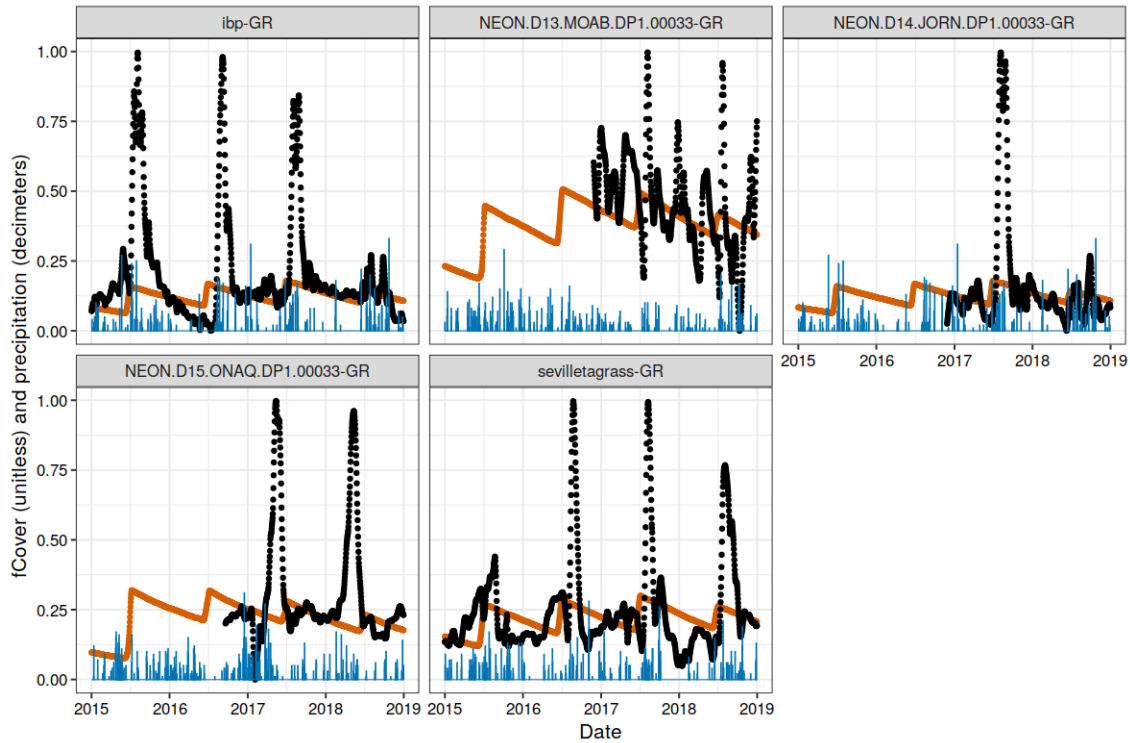 ibp-GR
NEON.D13.MOAB.DP1.00033-GR
NEON.D14.JORN.DP1.00033-GR
1.00
0.75
0.50
0.25
0.00
2015 2016 2017 2018 2019
NEON.D15.ONAQ.DP1.00033-GR
sevilletagrass-GR
1.00
0.75
0.50
0.25
0.00
2015 2016 2017 2018 2019
2015 2016 2017 2018 2019
fCover (unitless) and precipitation (decimeters)
Date